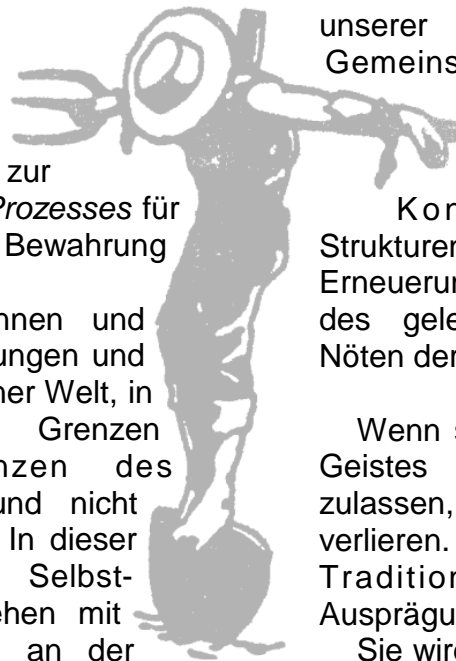 zur
Prozesses für
Bewahrung
nnen und
ungen und
ner Welt, in
Grenzen
nzen des
und nicht
In dieser
Selbst-
ehen mit
an der
unserer
Gemeins
Kon
Strukturen
Erneuerun
des gele
Nöten der
Wenn s
Geistes
zulassen,
verlieren.
Tradition
Ausprägu
Sie wird